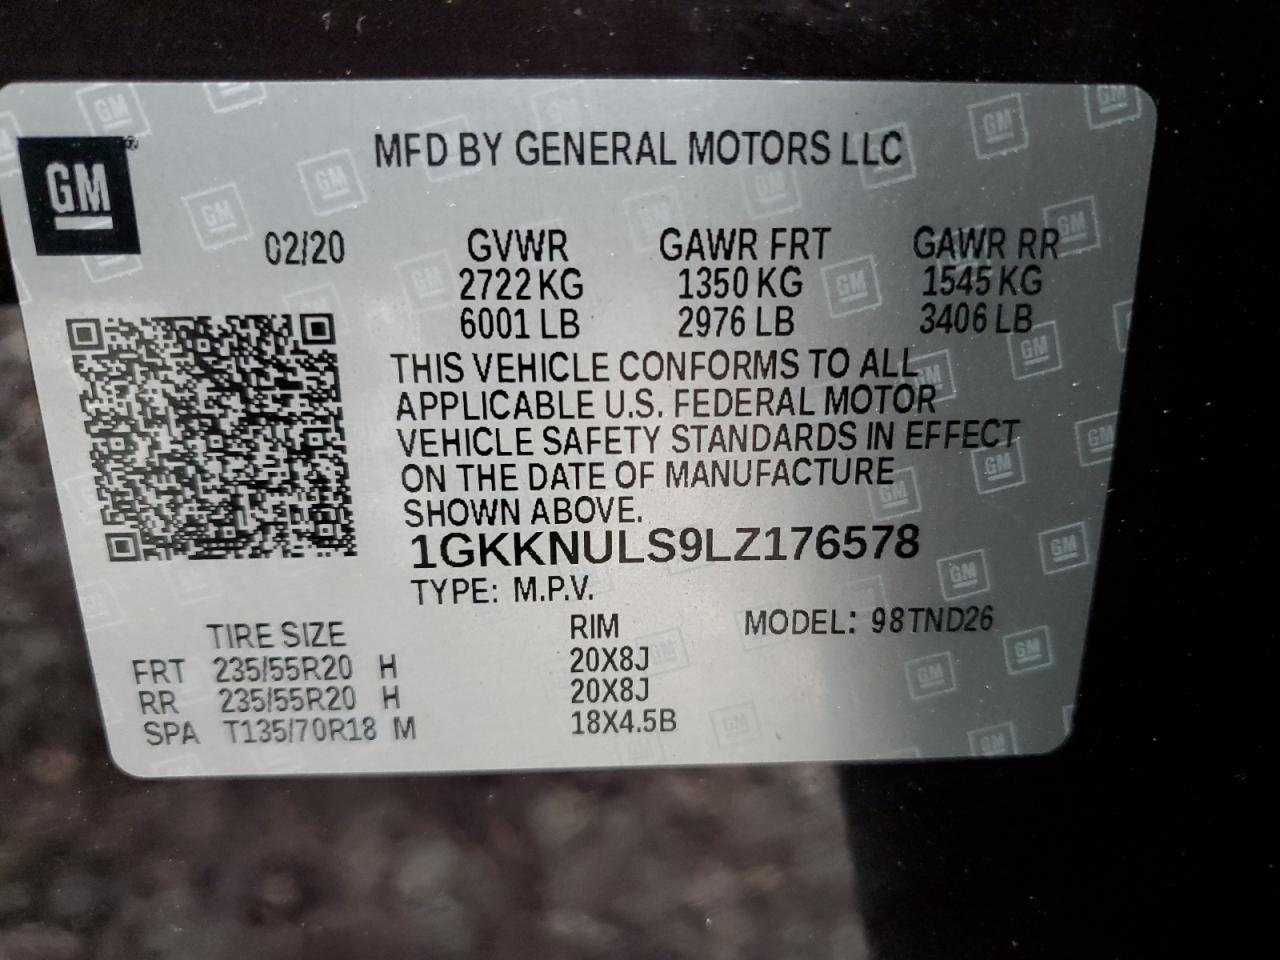 GM
MFD BY GENERAL MOTORS LLC
02/20 GVWR GAWR FRT GAWR RR
2722 KG 1350 KG 1545 KG
6001 LB 2976 LB 3406 LB
THIS VEHICLE CONFORMS TO ALL
APPLICABLE U.S. FEDERAL MOTOR
VEHICLE SAFETY STANDARDS IN EFFECT
ON THE DATE OF MANUFACTURE
SHOWN ABOVE.
1GKKNULS9LZ176578
TYPE: M.P.V.
TIRE SIZE RIM MODEL: 98TND26
FRT 235/55R20 H 20X8J
RR 235/55R20 H 20X8J
SPA T135/70R18 M 18X4.5B